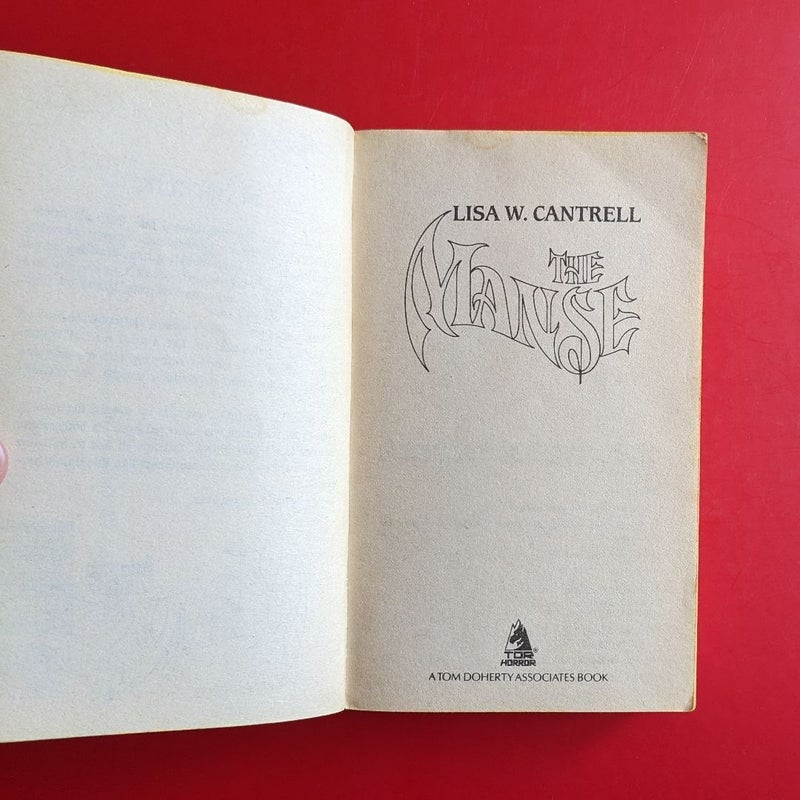 LISA W. CANTRELL
THE
MANSE
TOR®
HORROR
A TOM DOHERTY ASSOCIATES BOOK